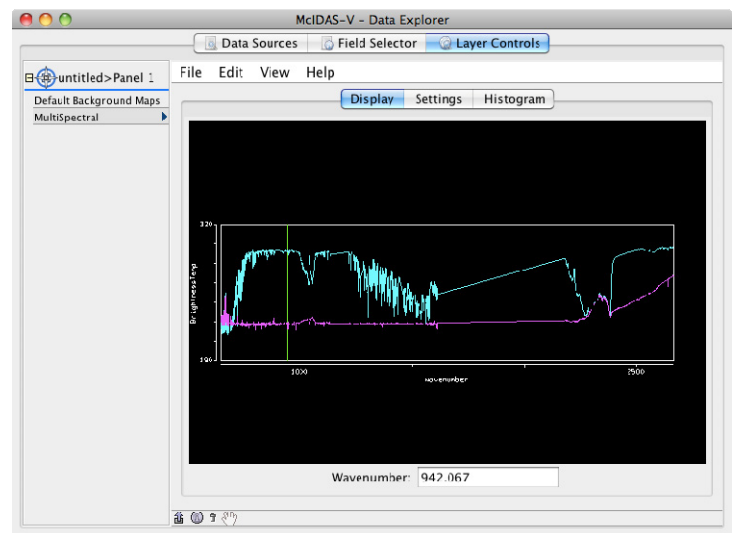 McIDAS-V - Data Explorer
Data Sources Field Selector Layer Controls
untitled>Panel 1
Default Background Maps
MultiSpectral
File Edit View Help
Display Settings Histogram
320
BrightnessTemp
190
1000 2500
wavenumber
Wavenumber: 942.067